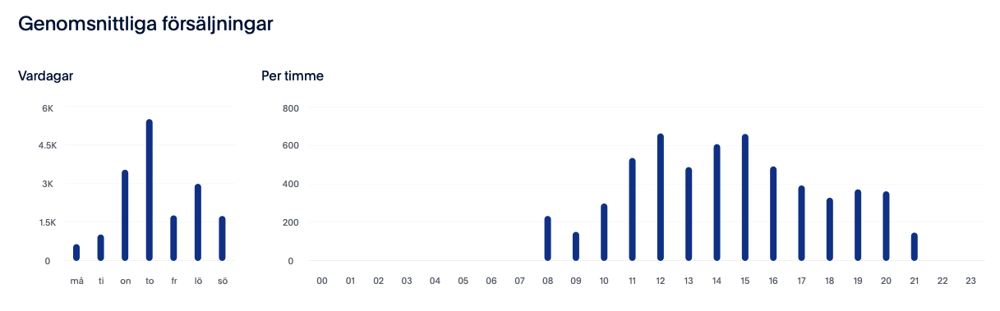 Genomsnittliga försäljningar
Vardagar
6K
4.5K
3K
1.5K
0
må ti on to fr lö sö
Per timme
800
600
400
200
0
00 01 02 03 04 05 06 07 08 09 10 11 12 13 14 15 16 17 18 19 20 21 22 23